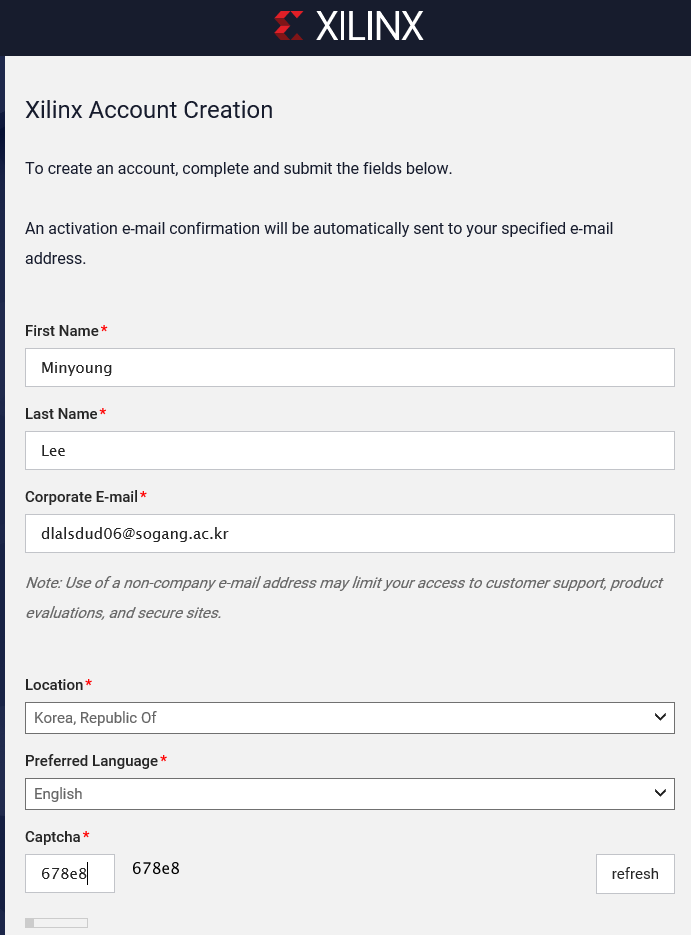 XILINX
Xilinx Account Creation
To create an account, complete and submit the fields below.
An activation e-mail confirmation will be automatically sent to your specified e-mail
address.
First Name*
Minyoung
Last Name*
Lee
Corporate E-mail*
dlalsdud06@sogang.ac.kr
Note: Use of a non-company e-mail address may limit your access to customer support, product
evaluations, and secure sites.
Location*
Korea, Republic Of
Preferred Language*
English
Captcha*
678e8 678e8 refresh